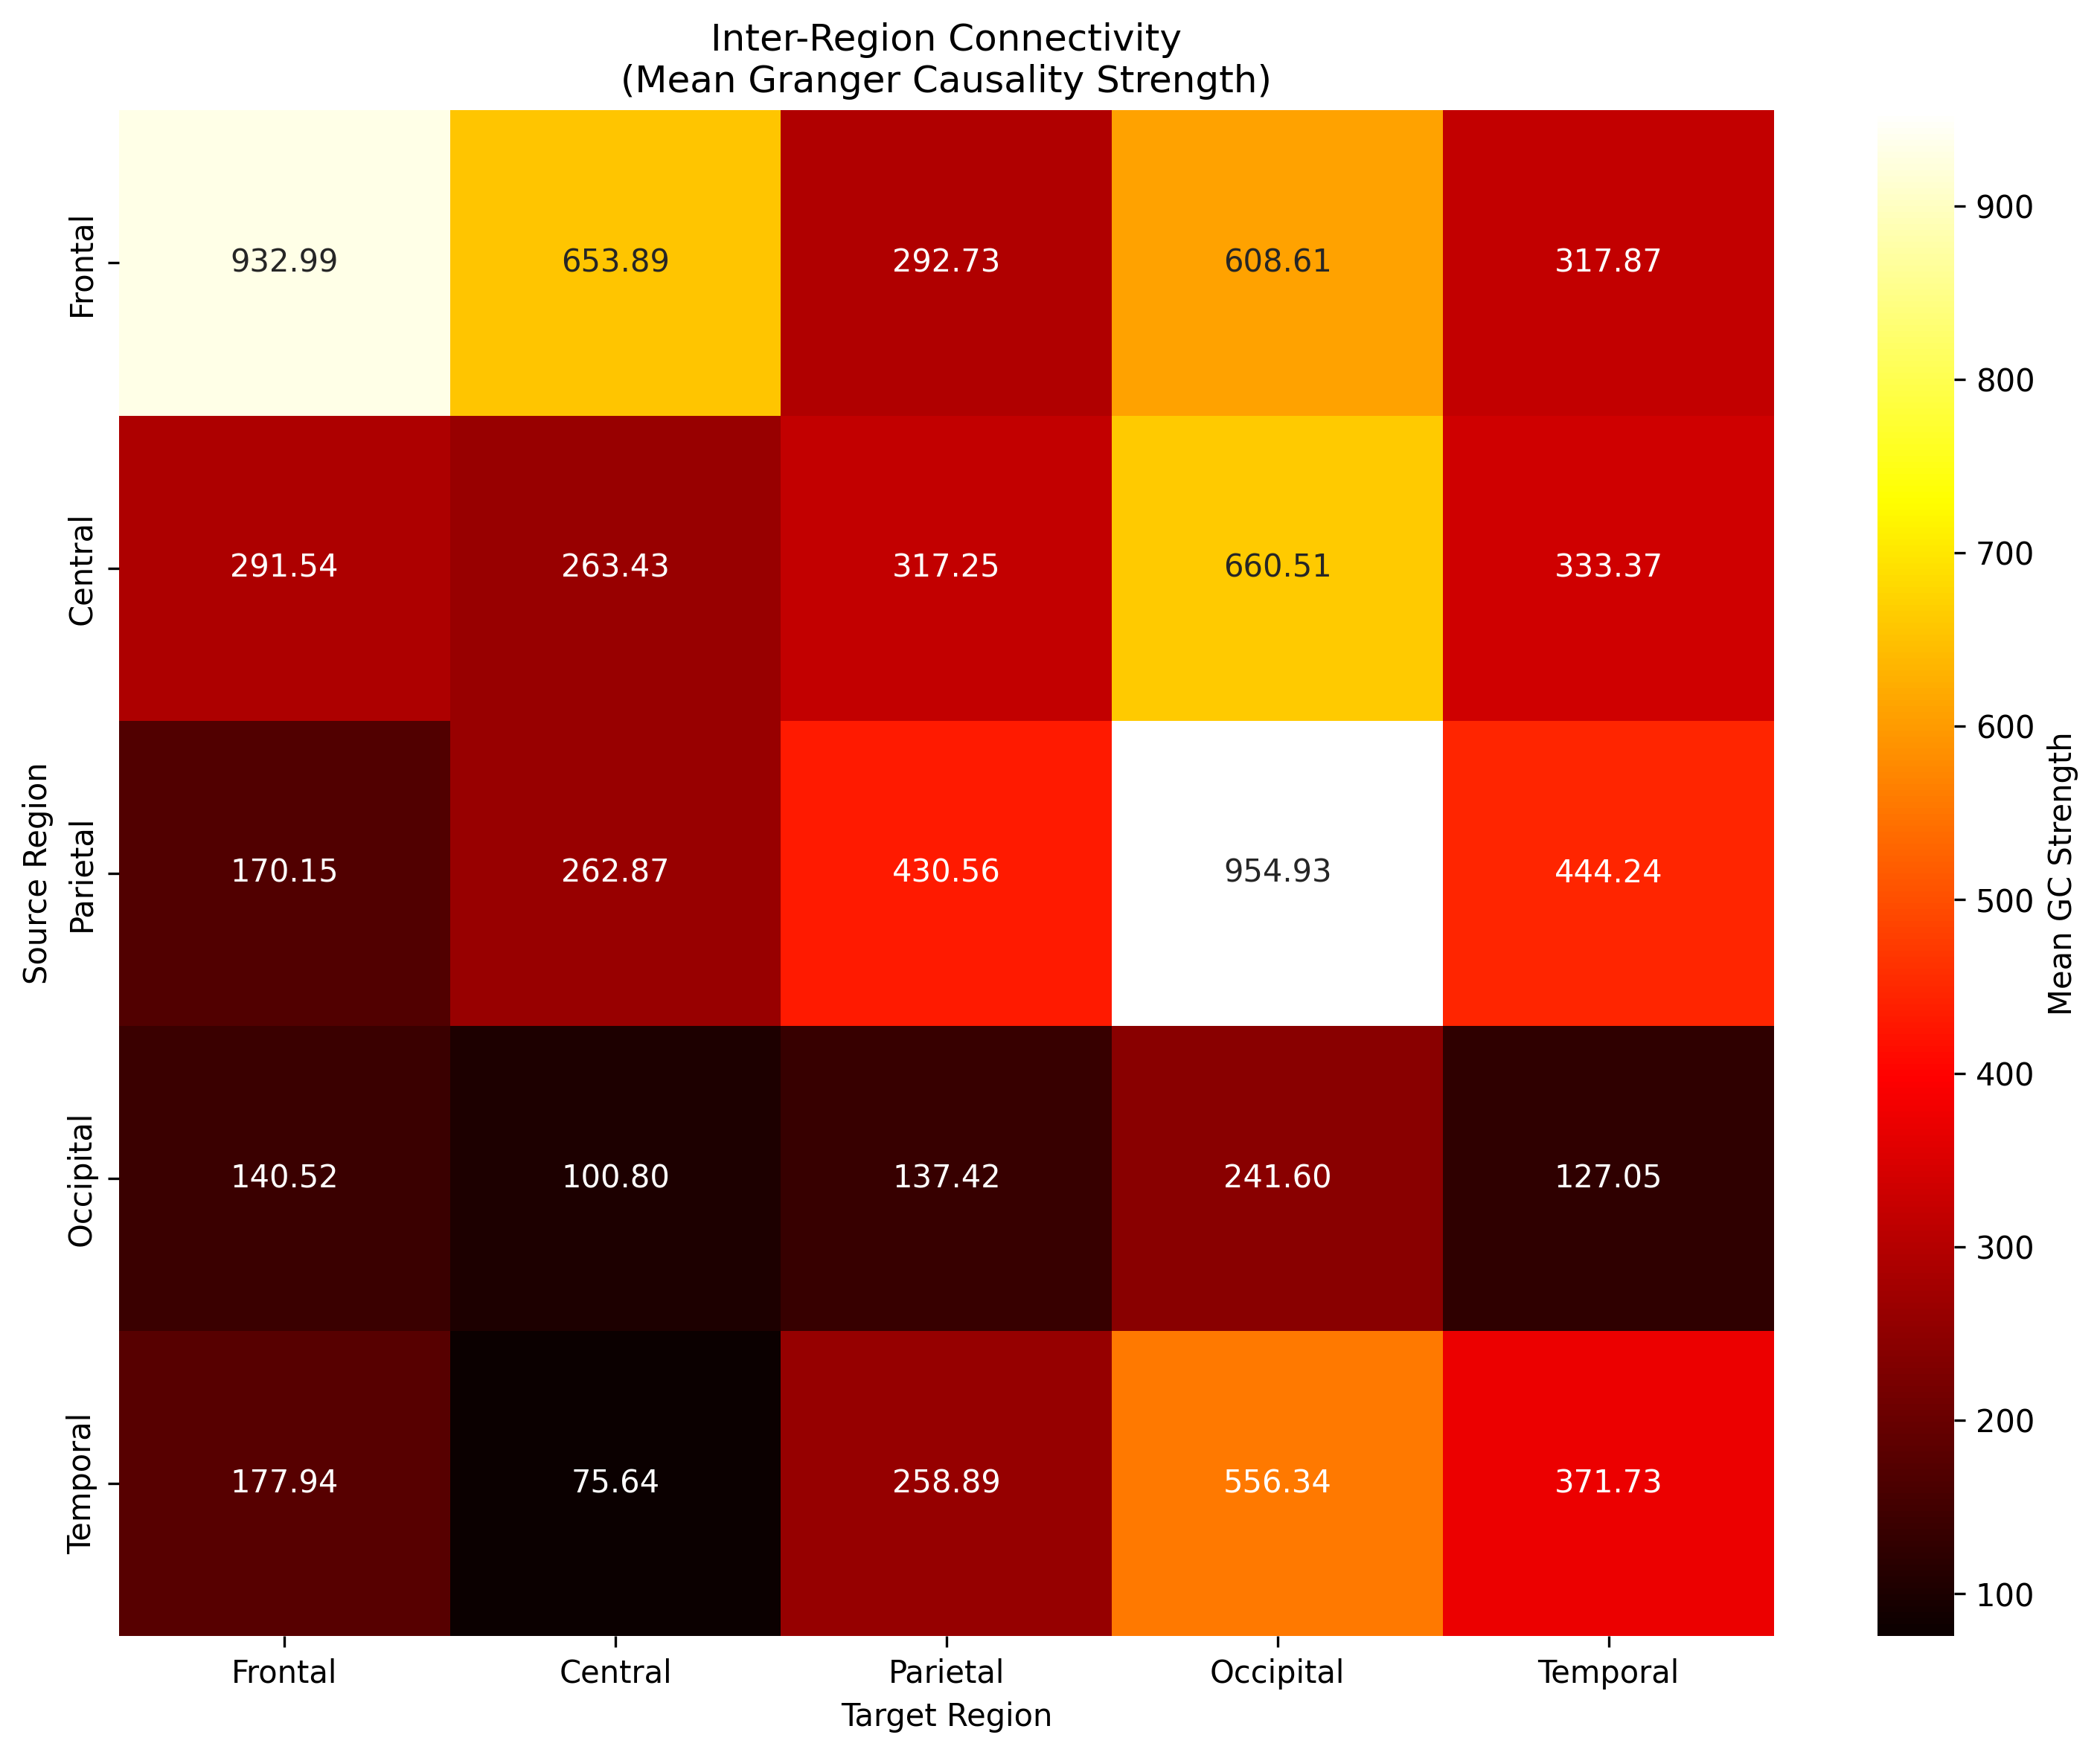 Inter-Region Connectivity
(Mean Granger Causality Strength)
Source Region
Frontal
932.99 653.89 292.73 608.61 317.87
Central
291.54 263.43 317.25 660.51 333.37
Parietal
170.15 262.87 430.56 954.93 444.24
Occipital
140.52 100.80 137.42 241.60 127.05
Temporal
177.94 75.64 258.89 556.34 371.73
Frontal Central Parietal Occipital Temporal
Target Region
900
800
700
600
500
400
300
200
100
Mean GC Strength